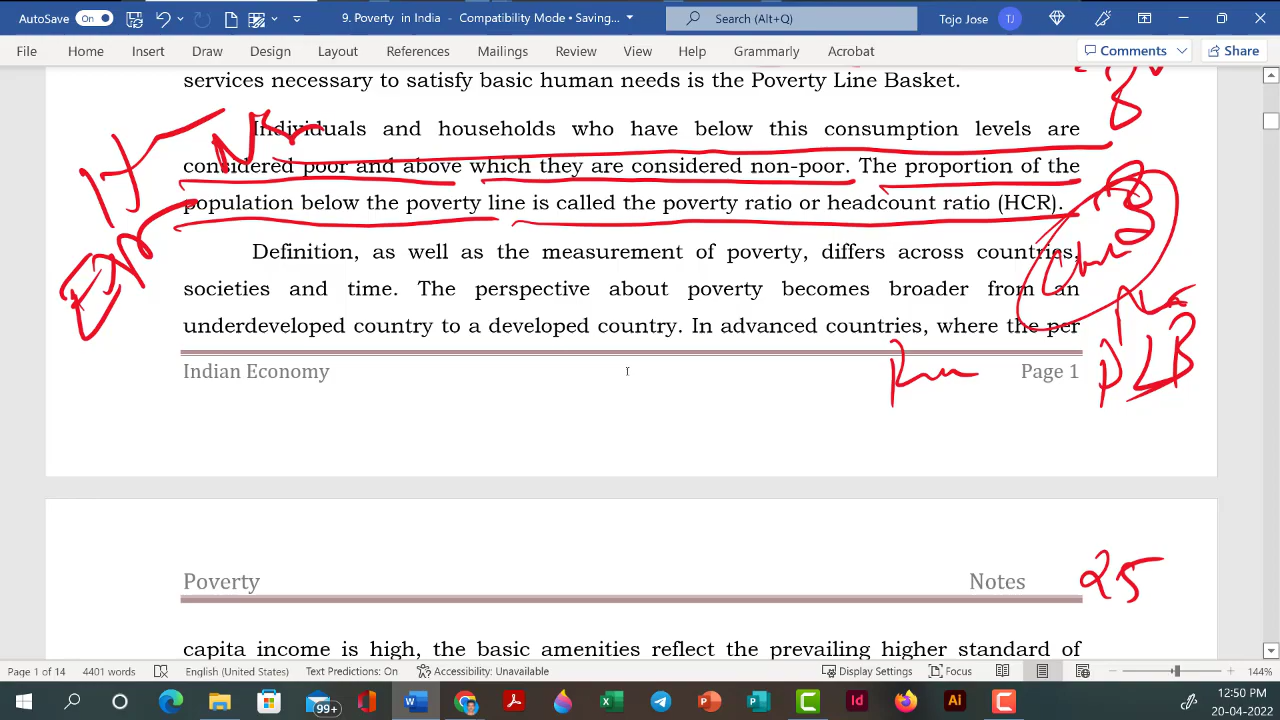 AutoSave On 9. Poverty in India - Compatibility Mode • Saving... Search (Alt+Q) Tojo Jose TJ
File Home Insert Draw Design Layout References Mailings Review View Help Grammarly Acrobat Comments Share
services necessary to satisfy basic human needs is the Poverty Line Basket.
Individuals and households who have below this consumption levels are
considered poor and above which they are considered non-poor. The proportion of the
population below the poverty line is called the poverty ratio or headcount ratio (HCR).
Definition, as well as the measurement of poverty, differs across countries,
societies and time. The perspective about poverty becomes broader from an
underdeveloped country to a developed country. In advanced countries, where the per
Indian Economy Page 1
PLB
25
Poverty Notes
capita income is high, the basic amenities reflect the prevailing higher standard of
Page 1 of 14 4401 words English (United States) Text Predictions: On Accessibility: Unavailable Display Settings Focus 144%
99+
12:50 PM
20-04-2022